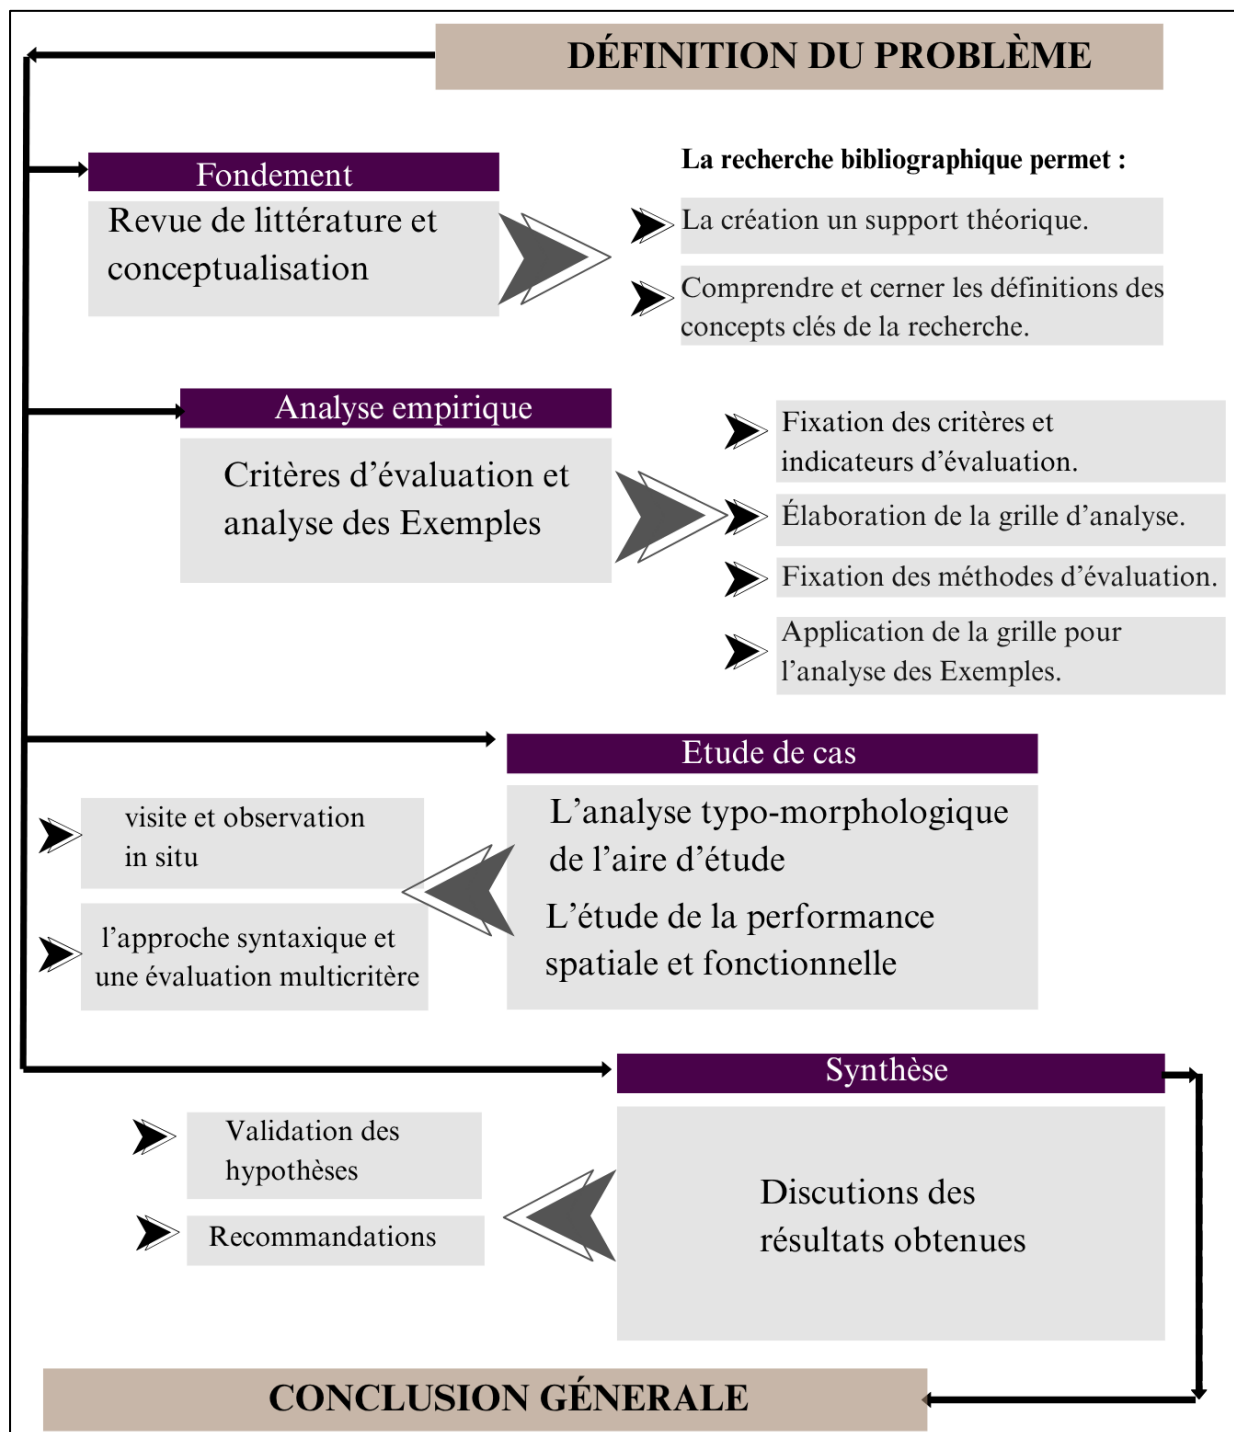 DÉFINITION DU PROBLÈME
Fondement
Revue de littérature et
conceptualisation
La recherche bibliographique permet :
La création un support théorique.
Comprendre et cerner les définitions des
concepts clés de la recherche.
Analyse empirique
Critères d’évaluation et
analyse des Exemples
Fixation des critères et
indicateurs d’évaluation.
Élaboration de la grille d’analyse.
Fixation des méthodes d’évaluation.
Application de la grille pour
l’analyse des Exemples.
Etude de cas
L’analyse typo-morphologique
de l’aire d’étude
L’étude de la performance
spatiale et fonctionnelle
visite et observation
in situ
l’approche syntaxique et
une évaluation multicritère
Synthèse
Discutions des
résultats obtenues
Validation des
hypothèses
Recommandations
CONCLUSION GÉNERALE